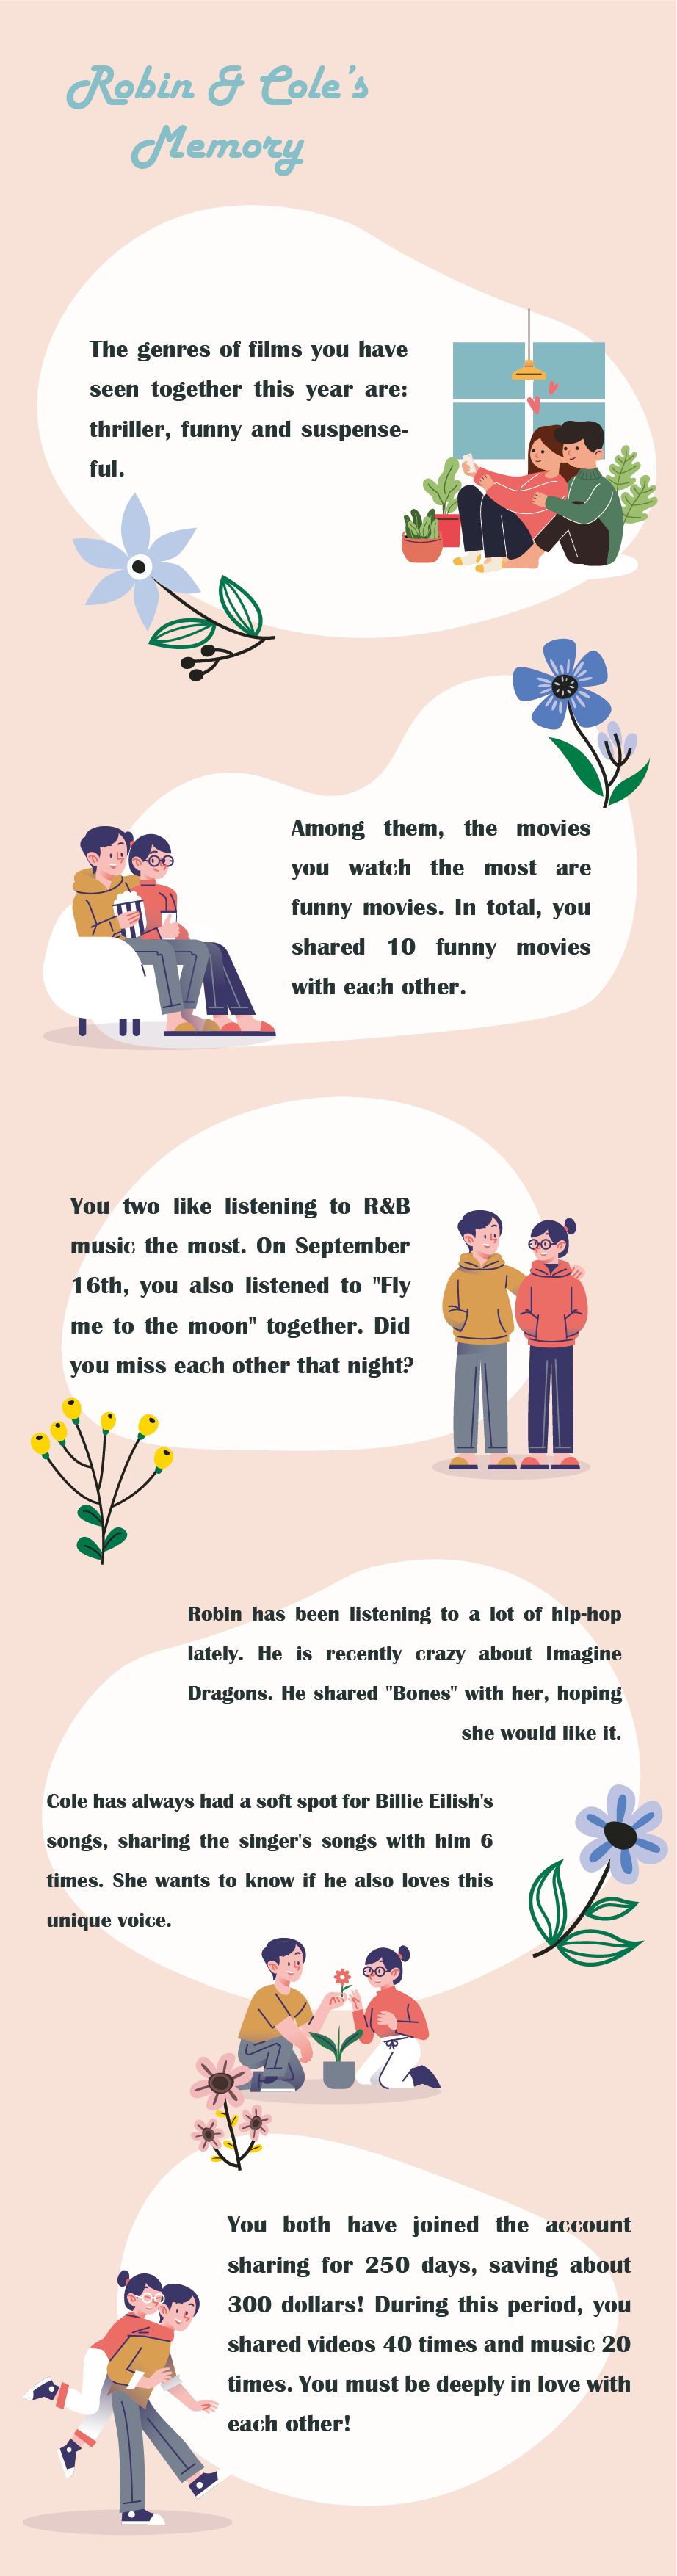 Robin & Cole's
Memory
The genres of films you have
seen together this year are:
thriller, funny and suspense-
ful.
Among them, the movies
you watch the most are
funny movies. In total, you
shared 10 funny movies
with each other.
You two like listening to R&B
music the most. On September
16th, you also listened to "Fly
me to the moon" together. Did
you miss each other that night?
Robin has been listening to a lot of hip-hop
lately. He is recently crazy about Imagine
Dragons. He shared "Bones" with her, hoping
she would like it.
Cole has always had a soft spot for Billie Eilish's
songs, sharing the singer's songs with him 6
times. She wants to know if he also loves this
unique voice.
You both have joined the account
sharing for 250 days, saving about
300 dollars! During this period, you
shared videos 40 times and music 20
times. You must be deeply in love with
each other!